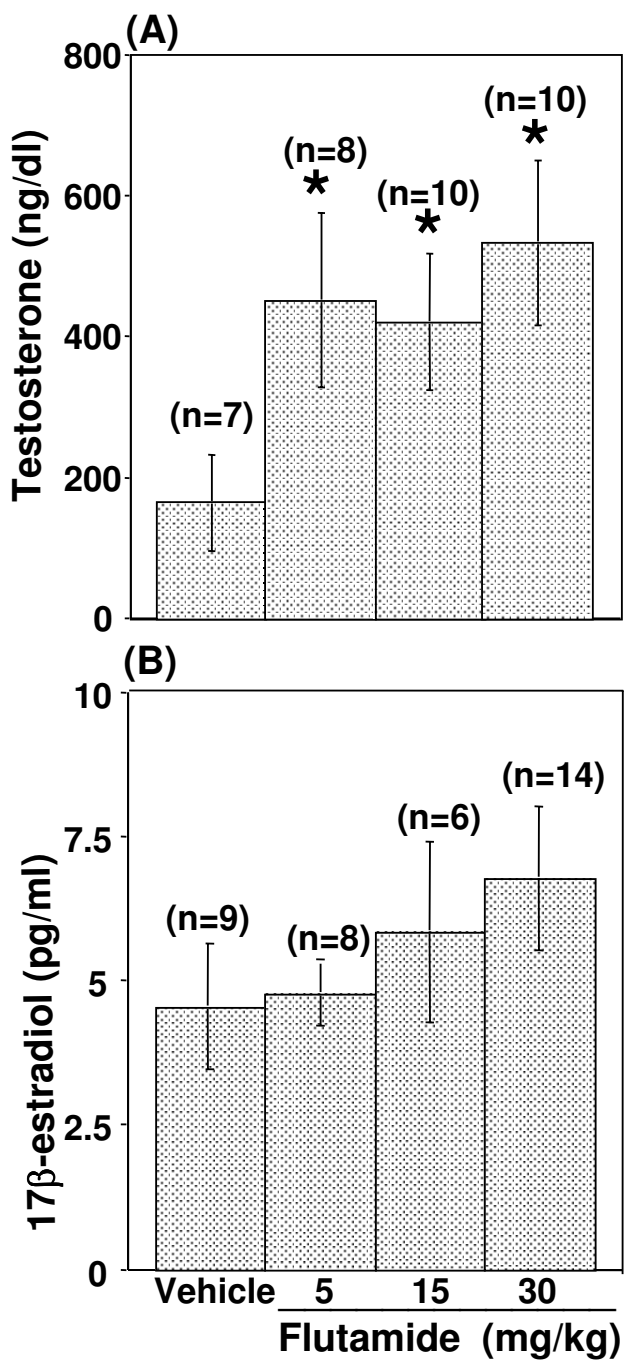 (A)
800
(n=10)
*
(n=8)
*
(n=10)
*
600
Testosterone (ng/dl)
400
(n=7)
200
0
(B)
10
(n=14)
(n=6)
7.5
(n=9)
(n=8)
17β-estradiol (pg/ml)
5
2.5
0
Vehicle 5 15 30
Flutamide (mg/kg)